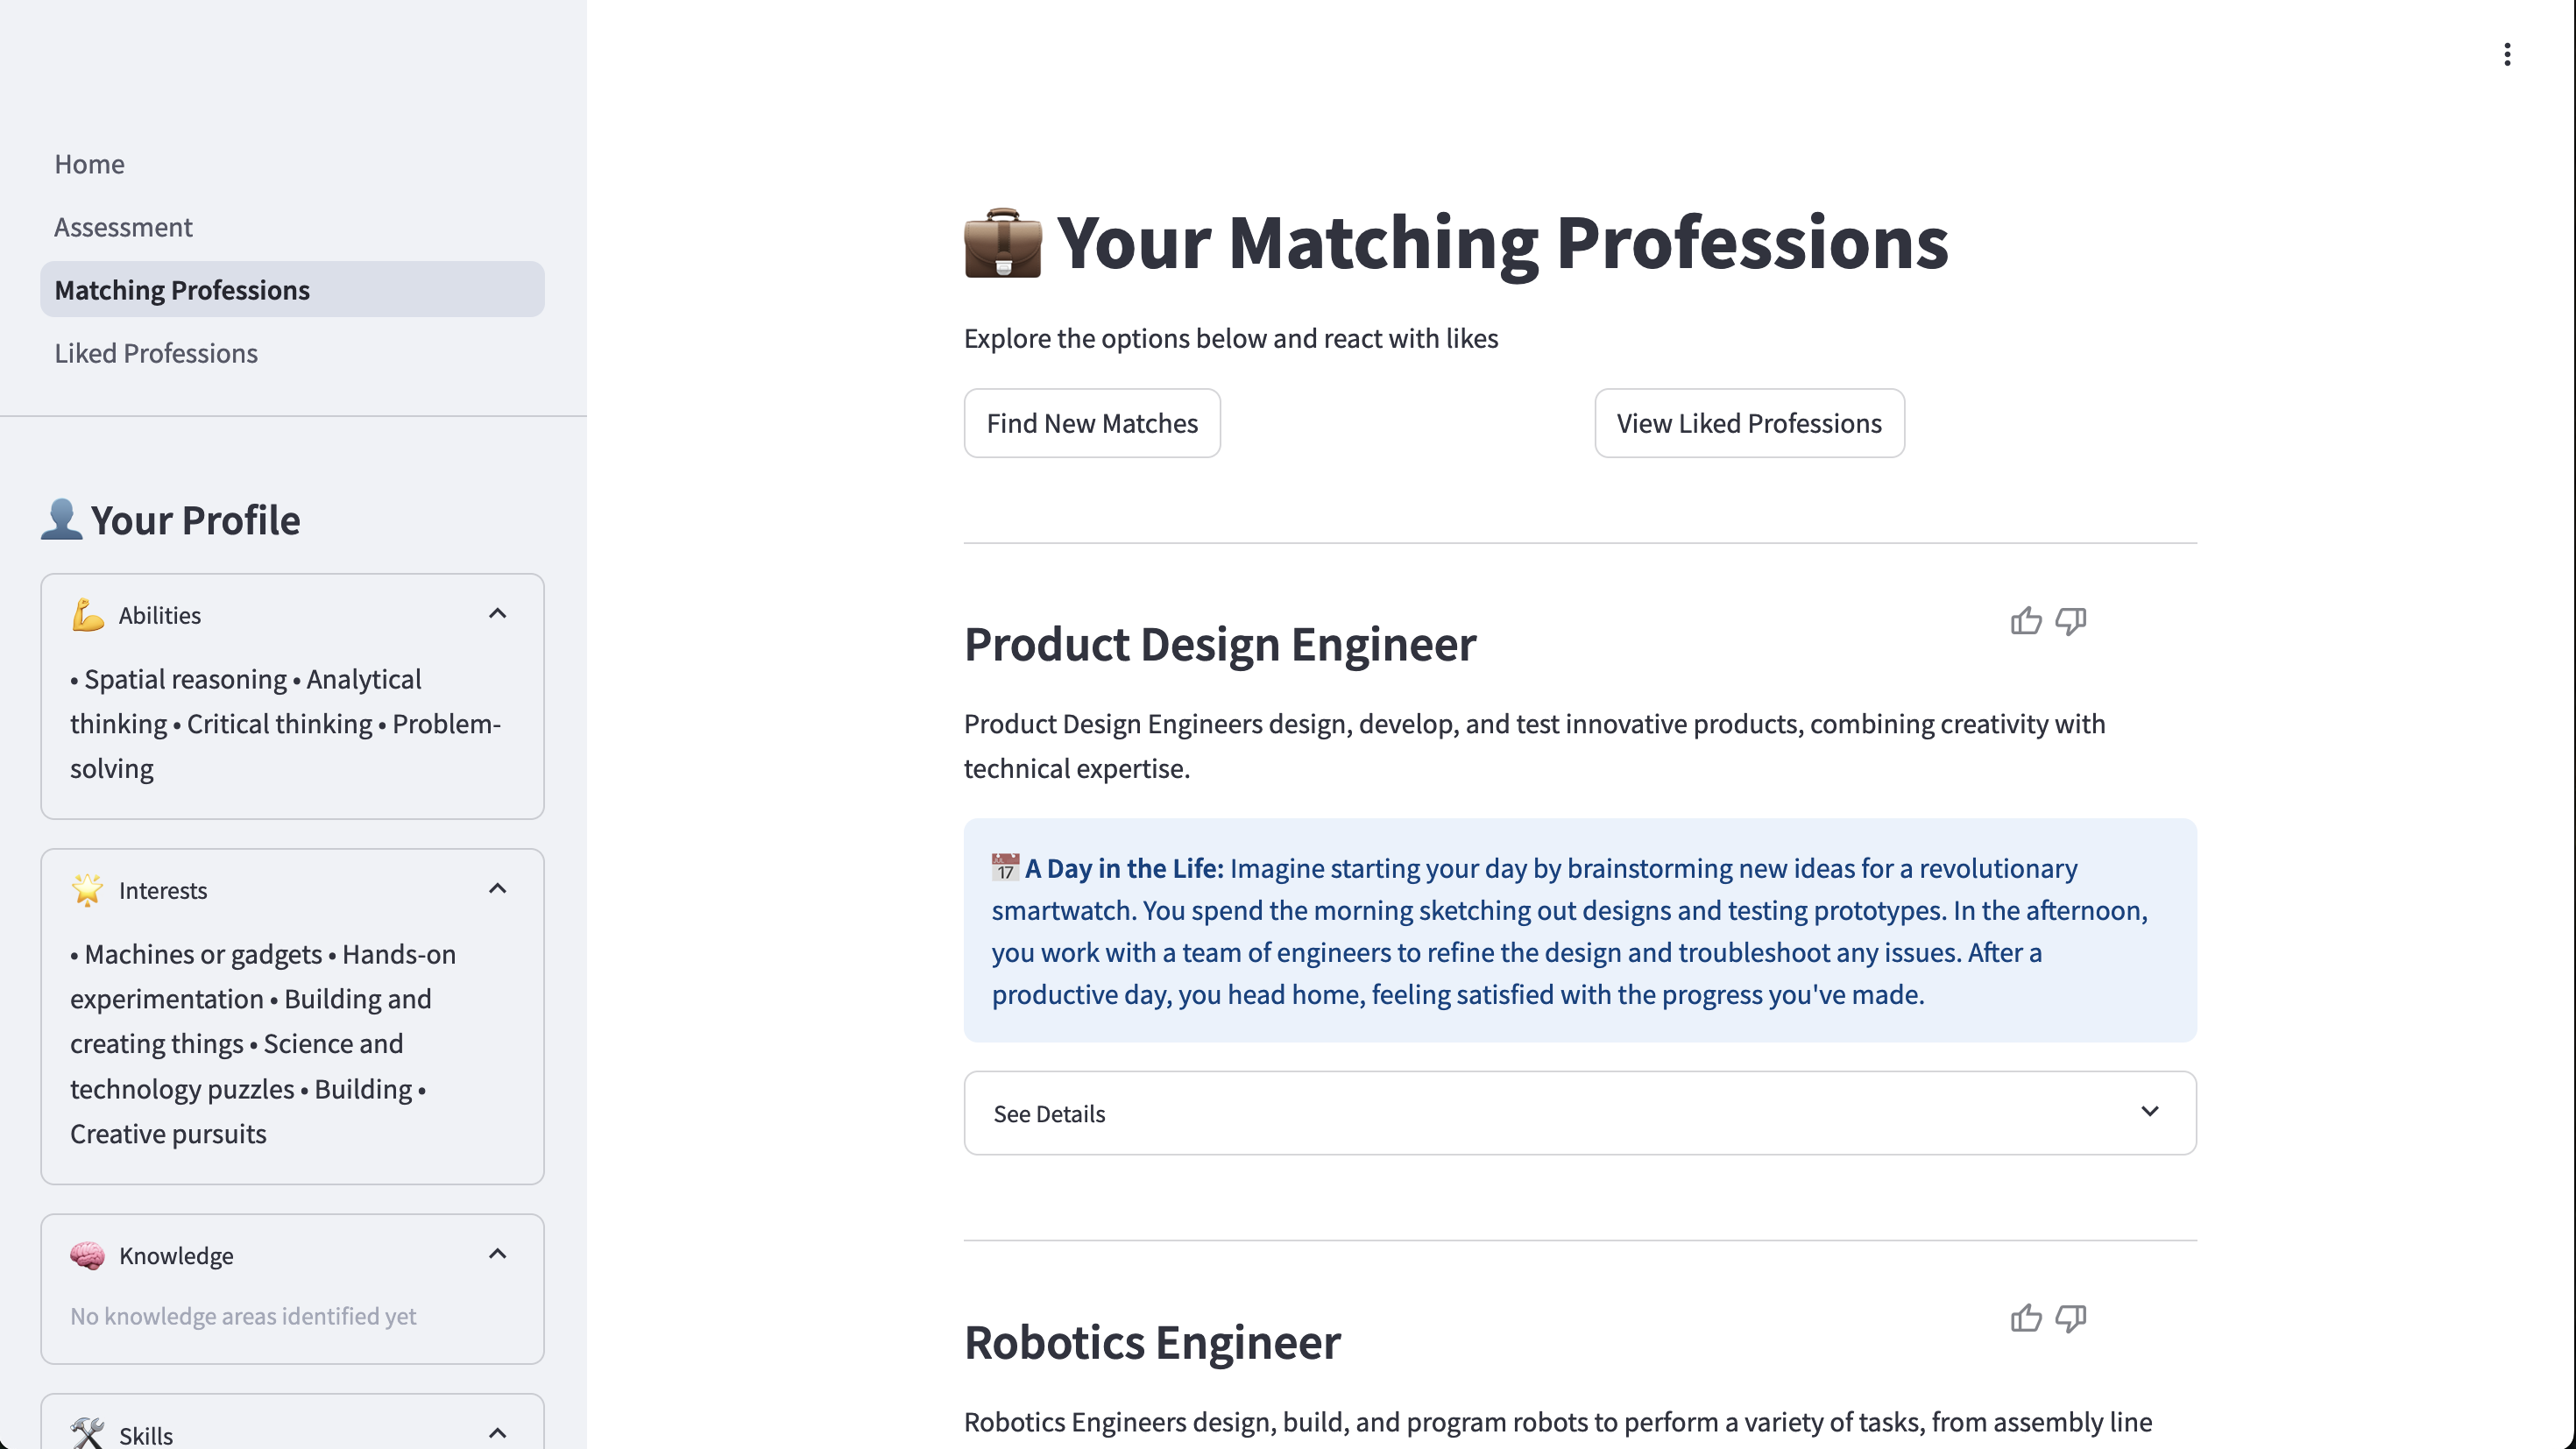 Home
Assessment
Matching Professions
Liked Professions
Your Profile
Abilities
• Spatial reasoning • Analytical
thinking • Critical thinking • Problem-
solving
Interests
• Machines or gadgets • Hands-on
experimentation • Building and
creating things • Science and
technology puzzles • Building •
Creative pursuits
Knowledge
No knowledge areas identified yet
Skills
Your Matching Professions
Explore the options below and react with likes
Find New Matches
View Liked Professions
Product Design Engineer
Product Design Engineers design, develop, and test innovative products, combining creativity with
technical expertise.
17 A Day in the Life: Imagine starting your day by brainstorming new ideas for a revolutionary
smartwatch. You spend the morning sketching out designs and testing prototypes. In the afternoon,
you work with a team of engineers to refine the design and troubleshoot any issues. After a
productive day, you head home, feeling satisfied with the progress you've made.
See Details
Robotics Engineer
Robotics Engineers design, build, and program robots to perform a variety of tasks, from assembly line